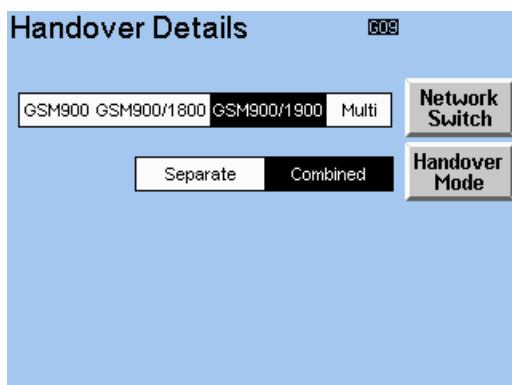 Handover Details G09
GSM900 GSM900/1800 GSM900/1900 Multi
Network
Switch
Separate Combined
Handover
Mode